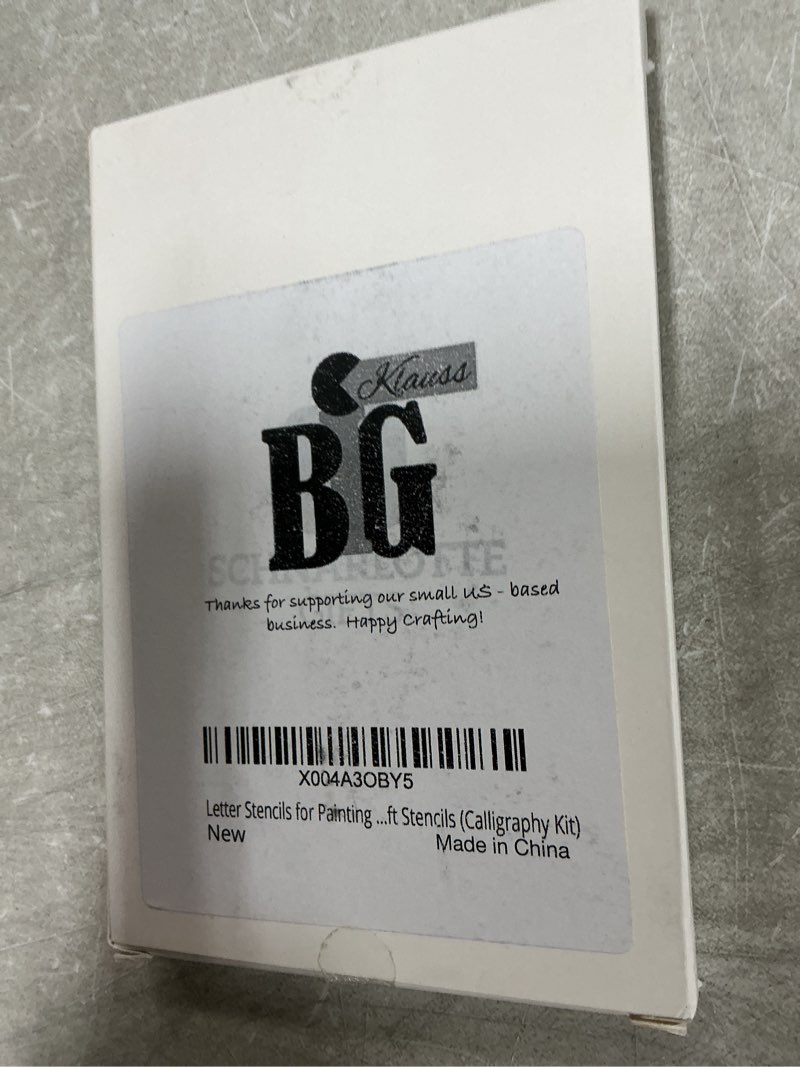 Klauss
BG
SCHKARLOTTE
Thanks for supporting our small US - based
business. Happy Crafting!
X004A3OBY5
Letter Stencils for Painting ...ft Stencils (Calligraphy Kit)
New
Made in China